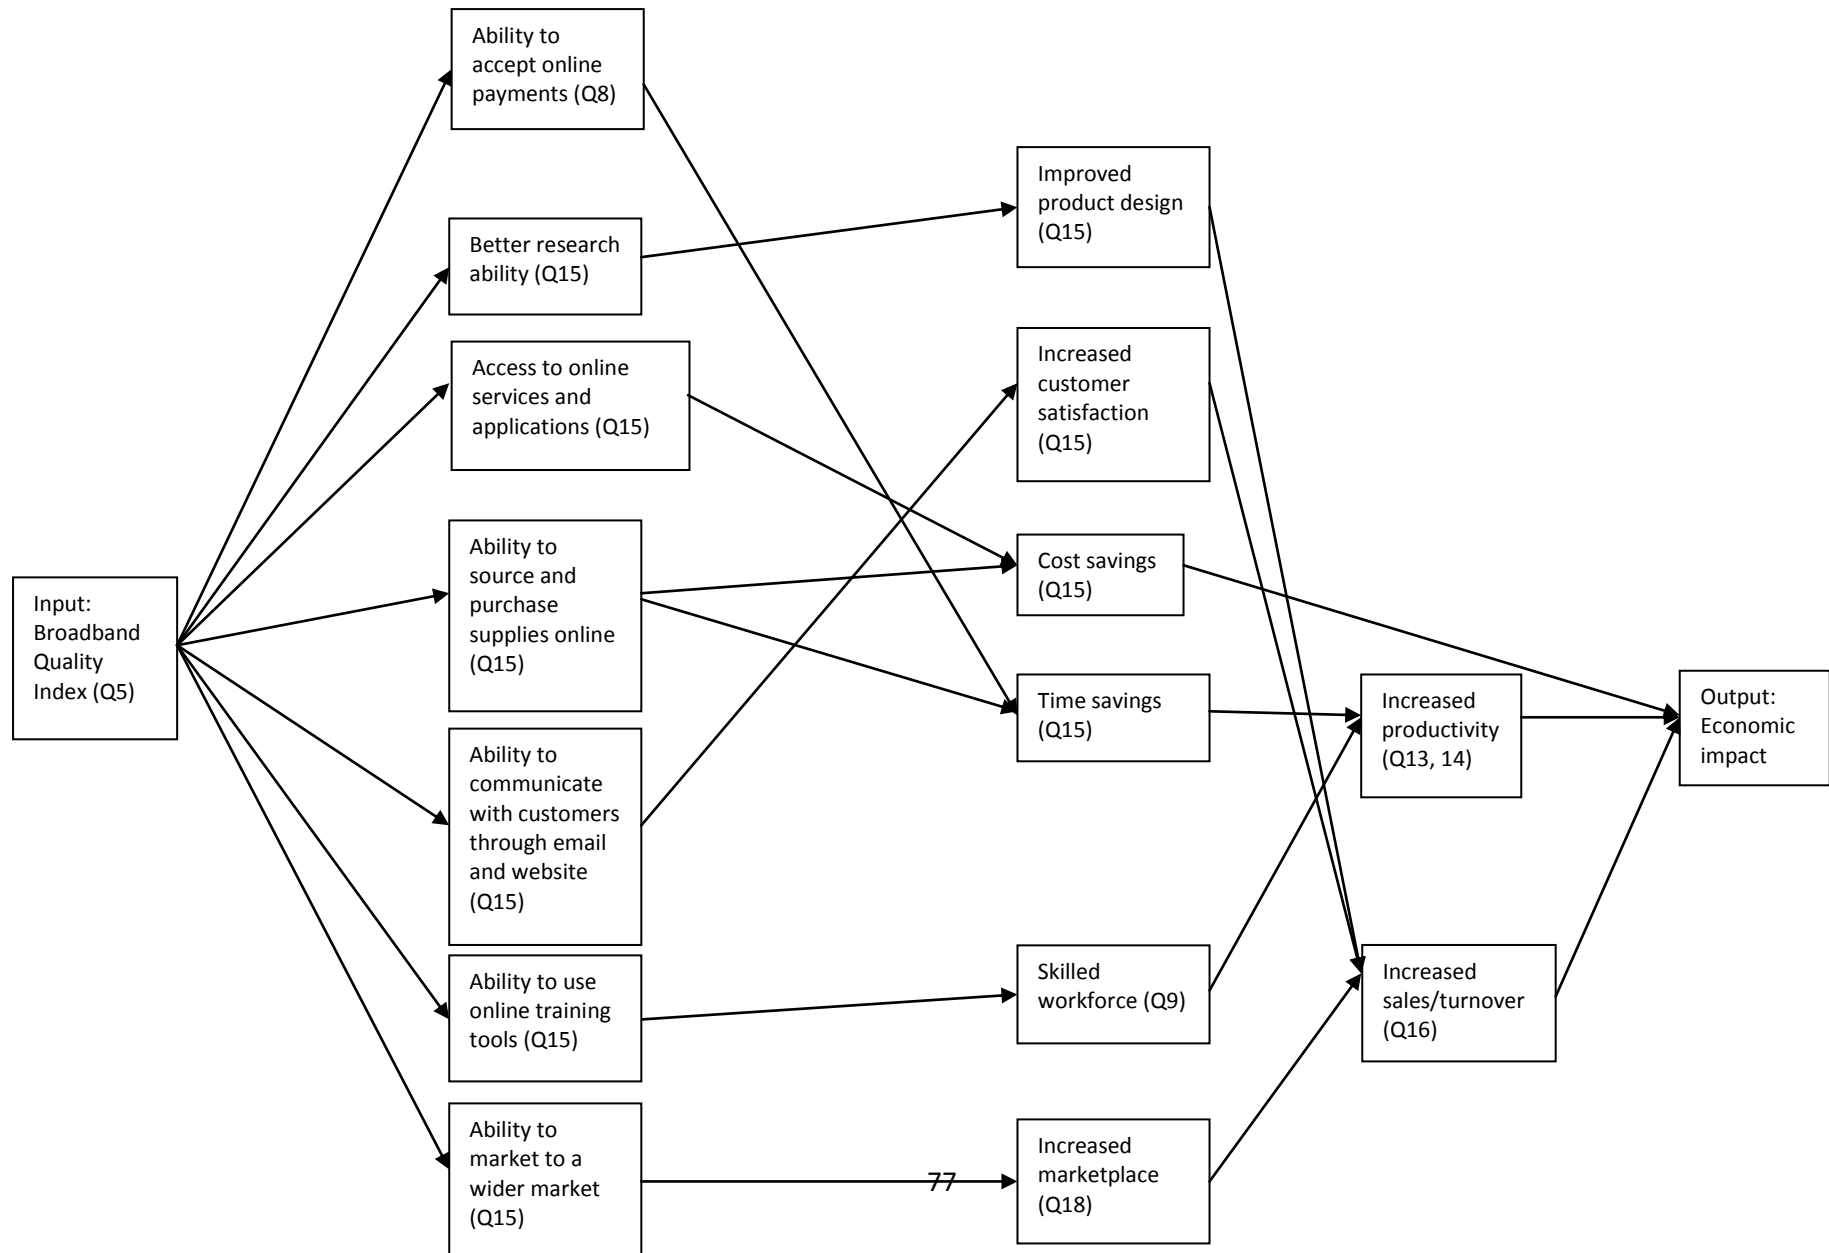 Ability to
accept online
payments (Q8)
Improved
product design
(Q15)
Better research
ability (Q15)
Access to online
services and
applications (Q15)
Increased
customer
satisfaction
(Q15)
Ability to
source and
purchase
supplies online
(Q15)
Cost savings
(Q15)
Input:
Broadband
Quality
Index (Q5)
Time savings
(Q15)
Increased
productivity
(Q13, 14)
Output:
Economic
impact
Ability to
communicate
with customers
through email
and website
(Q15)
Ability to use
online training
tools (Q15)
Skilled
workforce (Q9)
Increased
sales/turnover
(Q16)
Ability to
market to a
wider market
(Q15)
Increased
marketplace
(Q18)
77